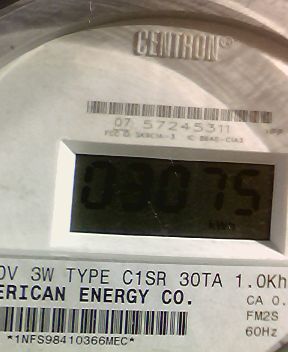 CENTRON®
07 57245311
03075
kWh
0V 3W TYPE C1SR 30TA 1.0Kh
ERICAN ENERGY CO.
CA 0.
FM2S
60Hz
*1NFS98410366MEC*